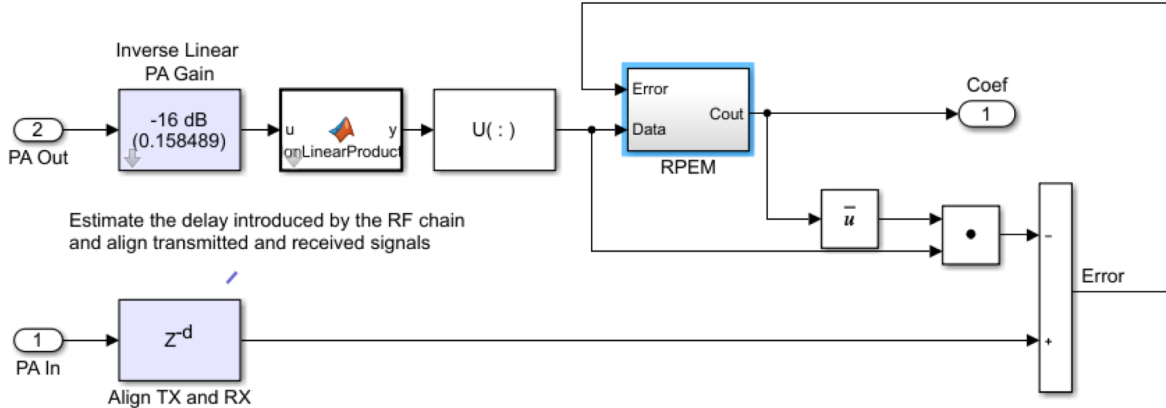 Inverse Linear
PA Gain
-16 dB
(0.158489)
2
PA Out
u
y
onLinearProduct
U( : )
Error
Data
Cout
RPEM
Coef
1
Estimate the delay introduced by the RF chain
and align transmitted and received signals
u
−
+
Error
1
PA In
Z-d
Align TX and RX